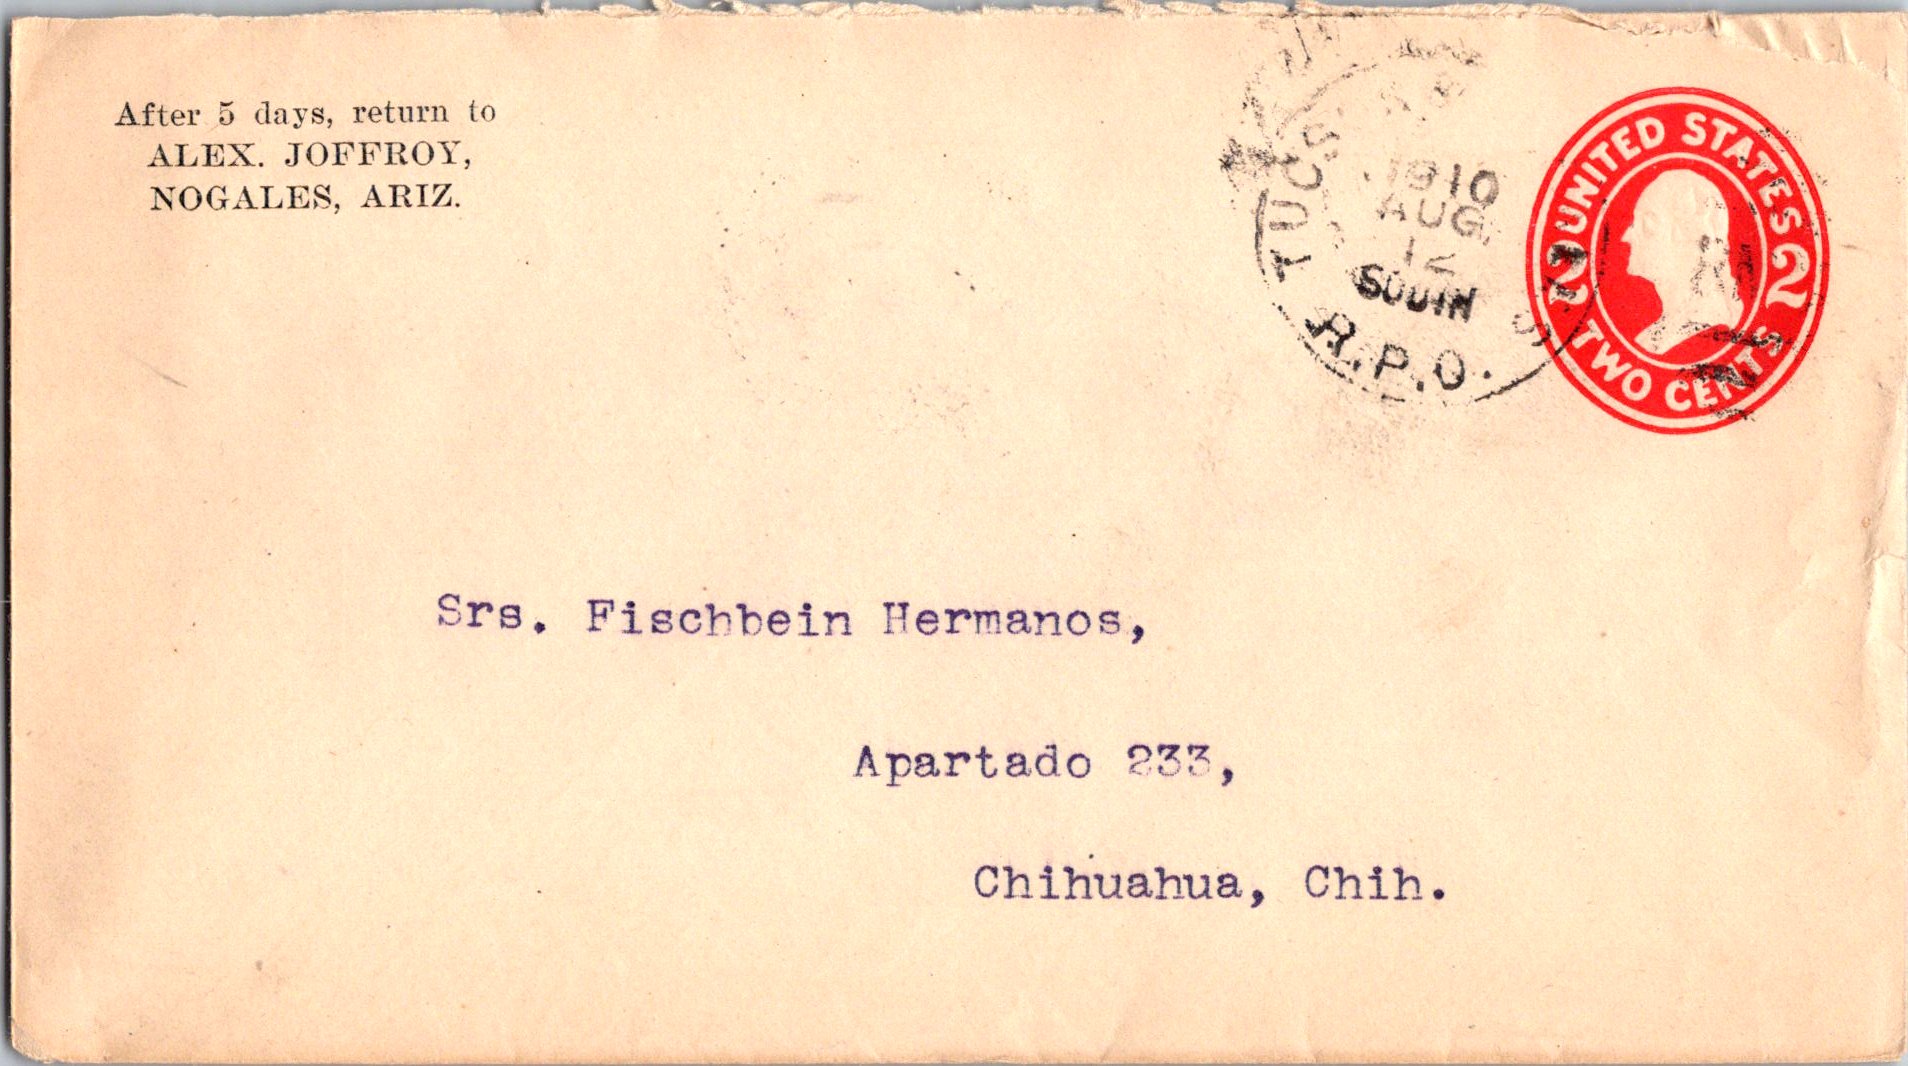 After 5 days, return to
ALEX. JOFFROY,
NOGALES, ARIZ.
TUC
1910
AUG.
12
SOUTH
R.P.O.
UNITED STATES
2 2
TWO CENTS
Srs. Fischbein Hermanos,
Apartado 233,
Chihuahua, Chih.